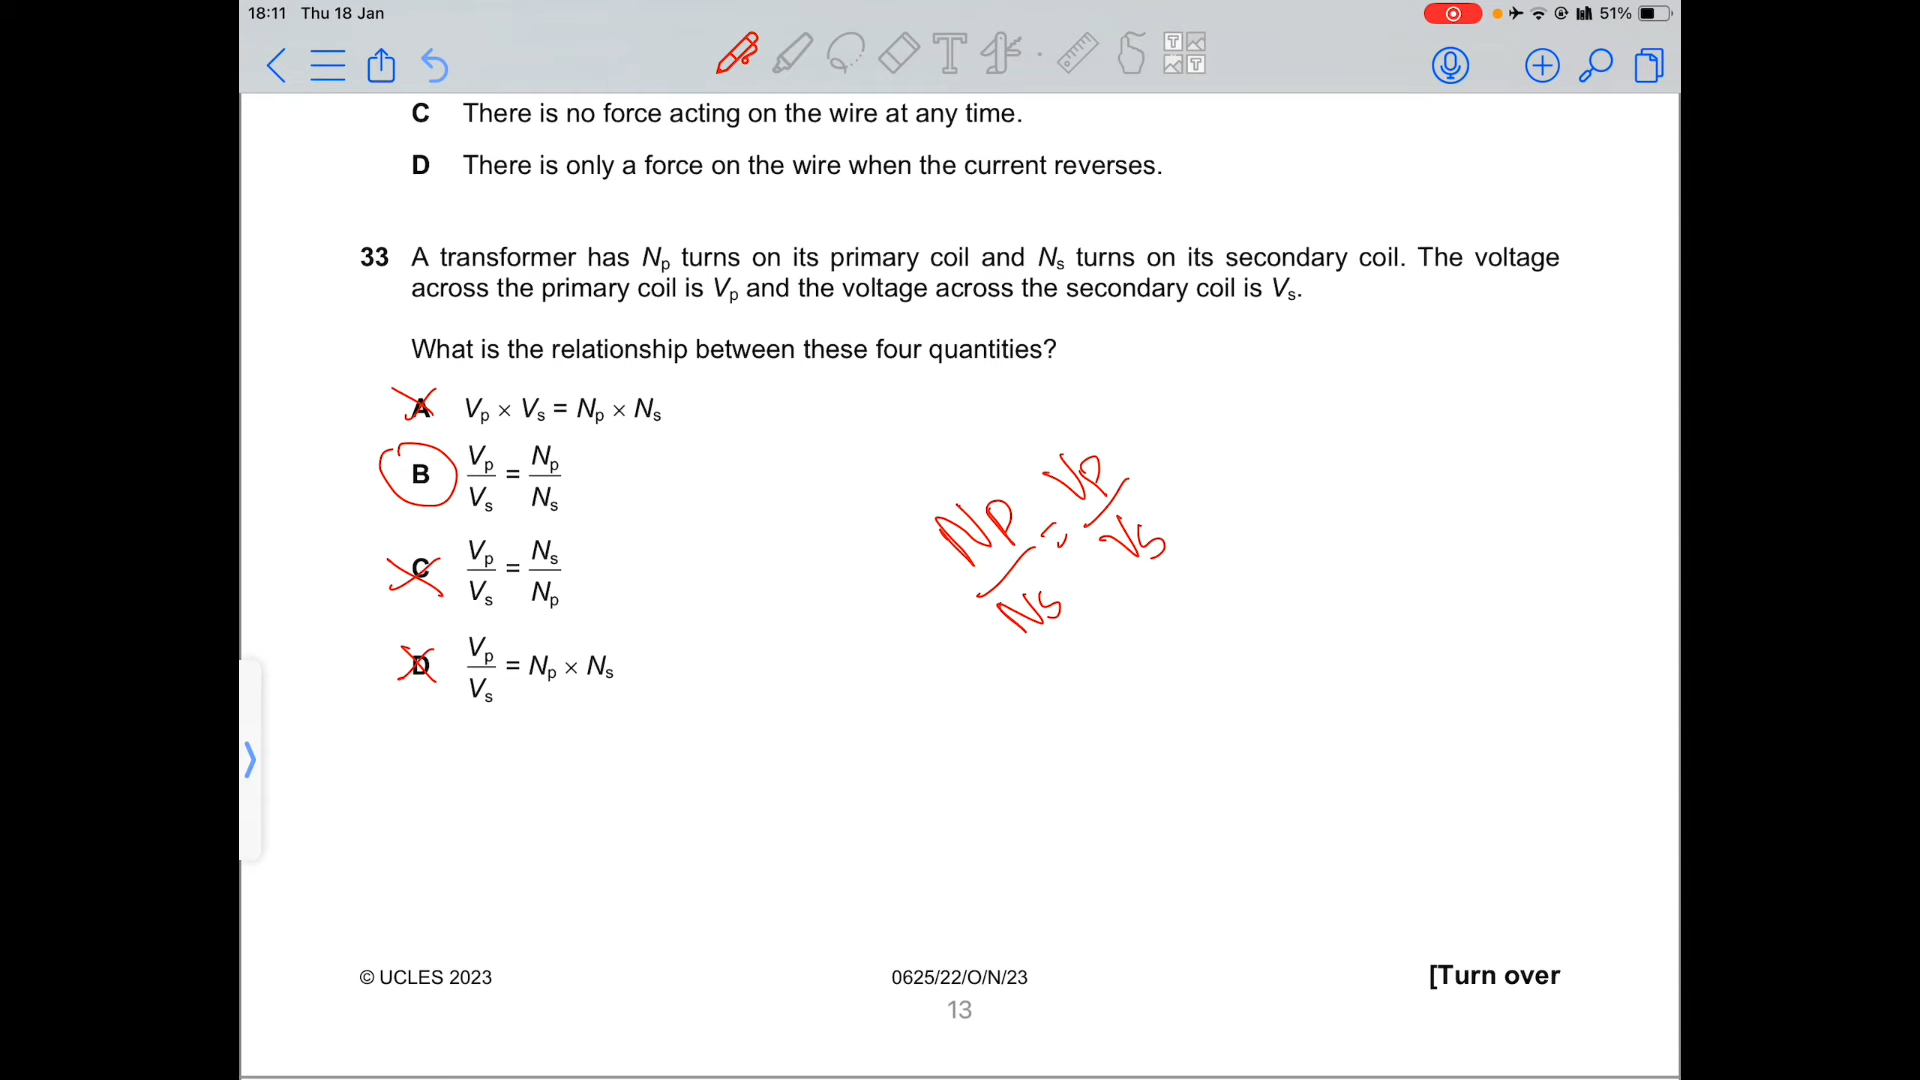 18:11 Thu 18 Jan 51%
C There is no force acting on the wire at any time.
D There is only a force on the wire when the current reverses.
33 A transformer has Np turns on its primary coil and Ns turns on its secondary coil. The voltage
across the primary coil is Vp and the voltage across the secondary coil is Vs.
What is the relationship between these four quantities?
A Vp × Vs = Np × Ns
B Vp/Vs = Np/Ns
C Vp/Vs = Ns/Np
D Vp/Vs = Np × Ns
Np/Ns = Vp/Vs
© UCLES 2023 0625/22/O/N/23 [Turn over
13